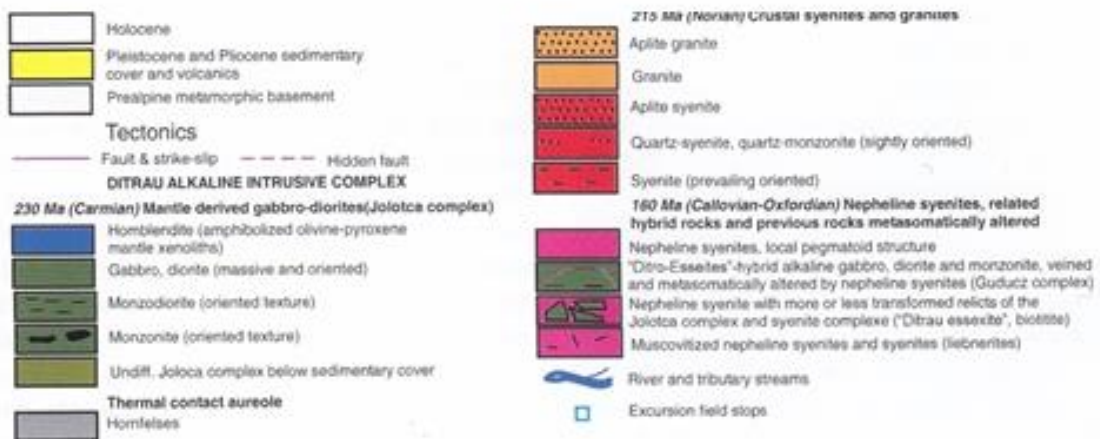 Holocene
Pleistocene and Pliocene sedimentary
cover and volcanics
Prealpine metamorphic basement
Tectonics
Fault & strike-slip
Hidden fault
DITRAU ALKALINE INTRUSIVE COMPLEX
230 Ma (Carmian) Mantle derived gabbro-diorites(Jolotca complex)
Homblendite (amphibolized olivine-pyroxene
mantle xenoliths)
Gabbro, diorite (massive and oriented)
Monzodiorite (oriented texture)
Monzonite (oriented texture)
Undiff. Joloca complex below sedimentary cover
Thermal contact aureole
Hornfelses
215 Ma (Norian) Crustal syenites and granites
Aplite granite
Granite
Aplite syenite
Quartz-syenite, quartz-monzonite (sightly oriented)
Syenite (prevailing oriented)
160 Ma (Callovian-Oxfordian) Nepheline syenites, related
hybrid rocks and previous rocks metasomatically altered
Nepheline syenites, local pegmatoid structure
"Ditro-Esseites"-hybrid alkaline gabbro, diorite and monzonite, veined
and metasomatically altered by nepheline syenites (Guducz complex)
Nepheline syenite with more or less transformed relicts of the
Jolotca complex and syenite complexe ("Ditrau essexite", biotitite)
Muscovitized nepheline syenites and syenites (liebnerites)
River and tributary streams
Excursion field stops